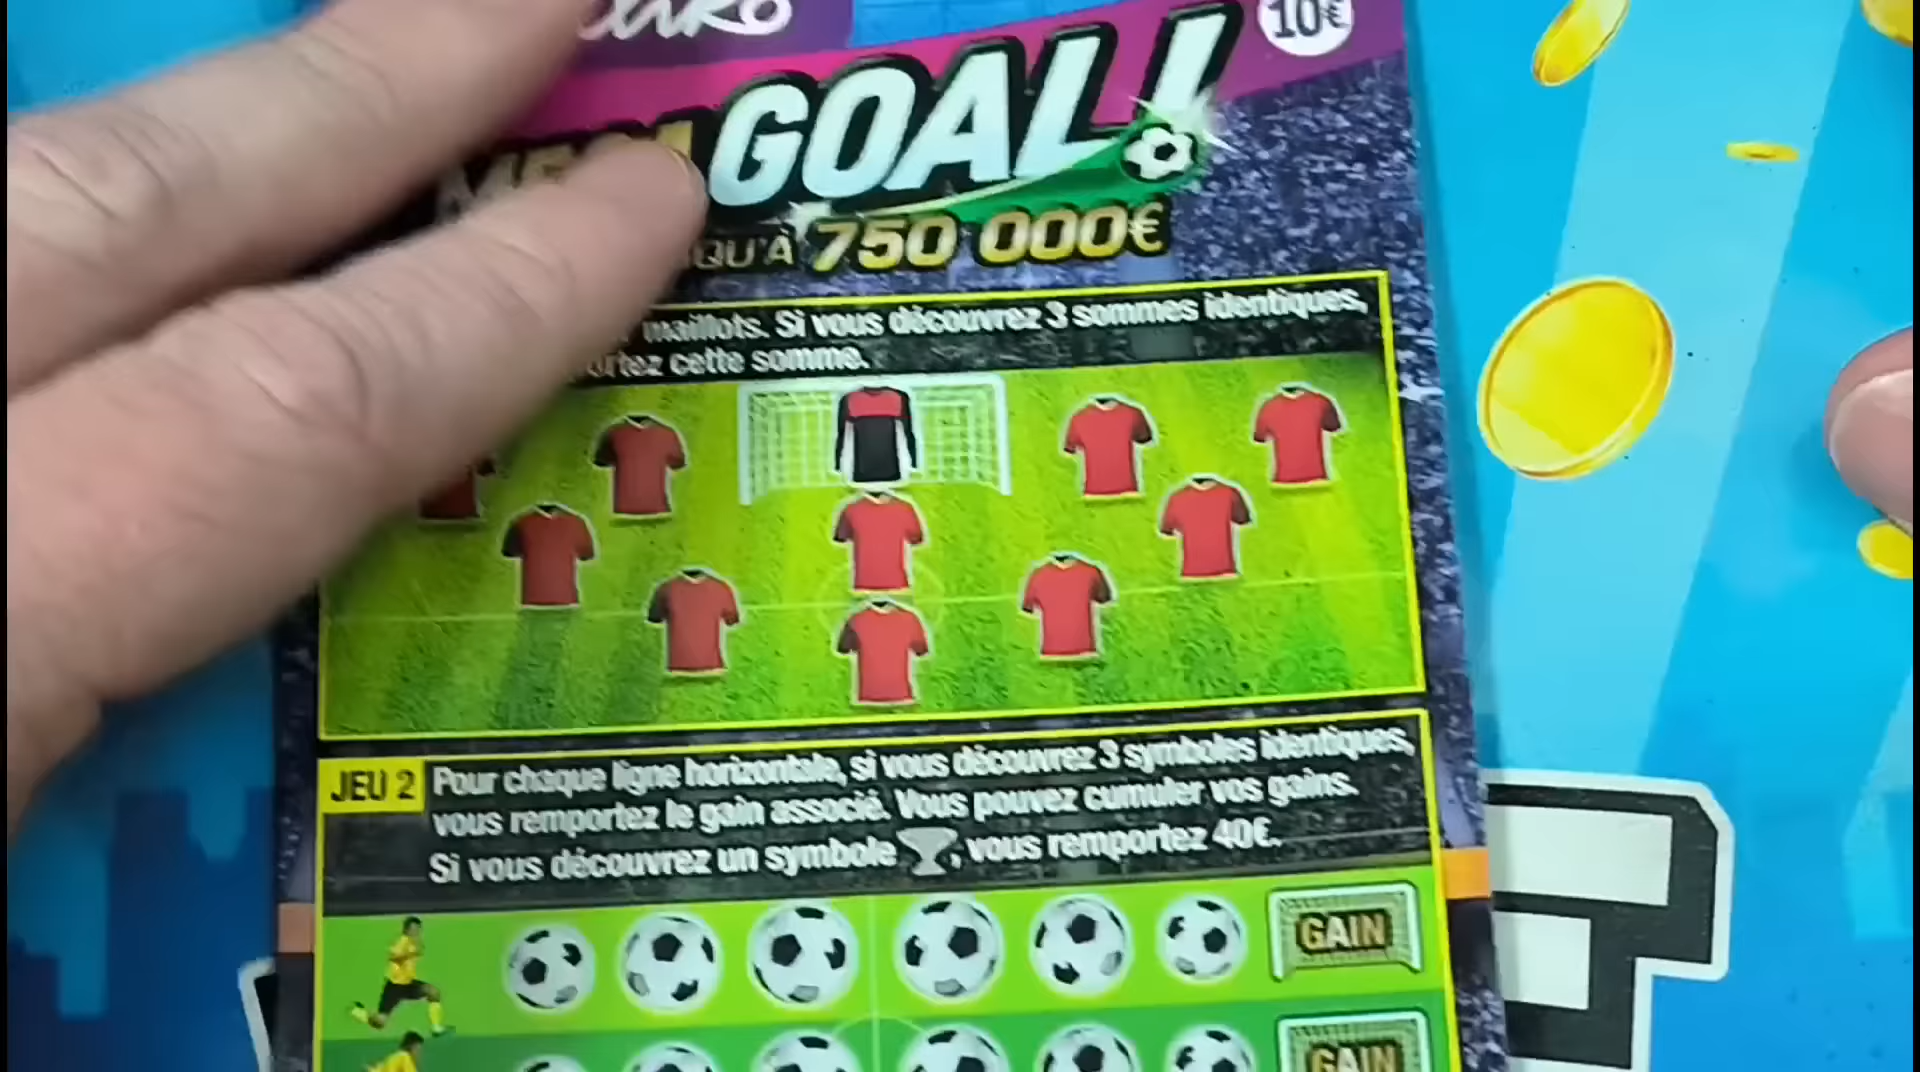 10€
GOAL!
QU'À 750 000€
maillots. Si vous découvrez 3 sommes identiques,
cette somme.
JEU 2 Pour chaque ligne horizontale, si vous découvrez 3 symboles identiques,
vous remportez le gain associé. Vous pouvez cumuler vos gains.
Si vous découvrez un symbole , vous remportez 40€.
GAIN
GAIN